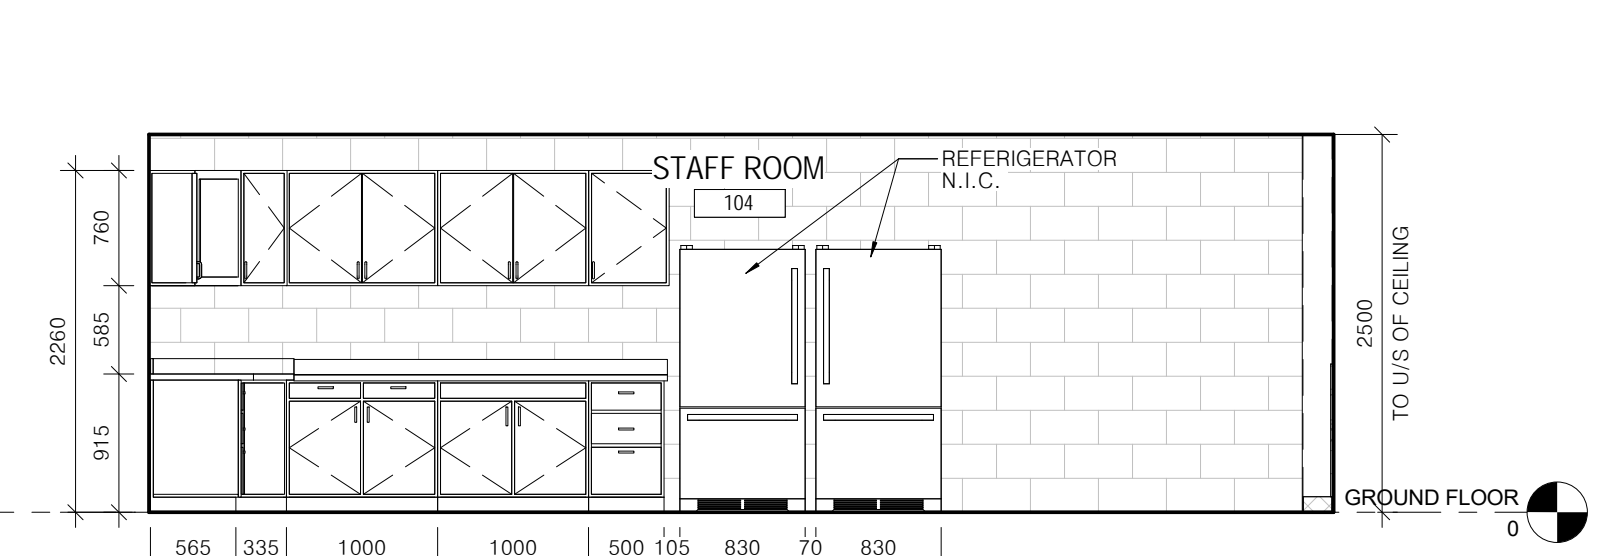 STAFF ROOM
104
REFERIGERATOR
N.I.C.
760
585
2260
915
2500
TO U/S OF CEILING
GROUND FLOOR
0
565 335 1000 1000 500 105 830 70 830